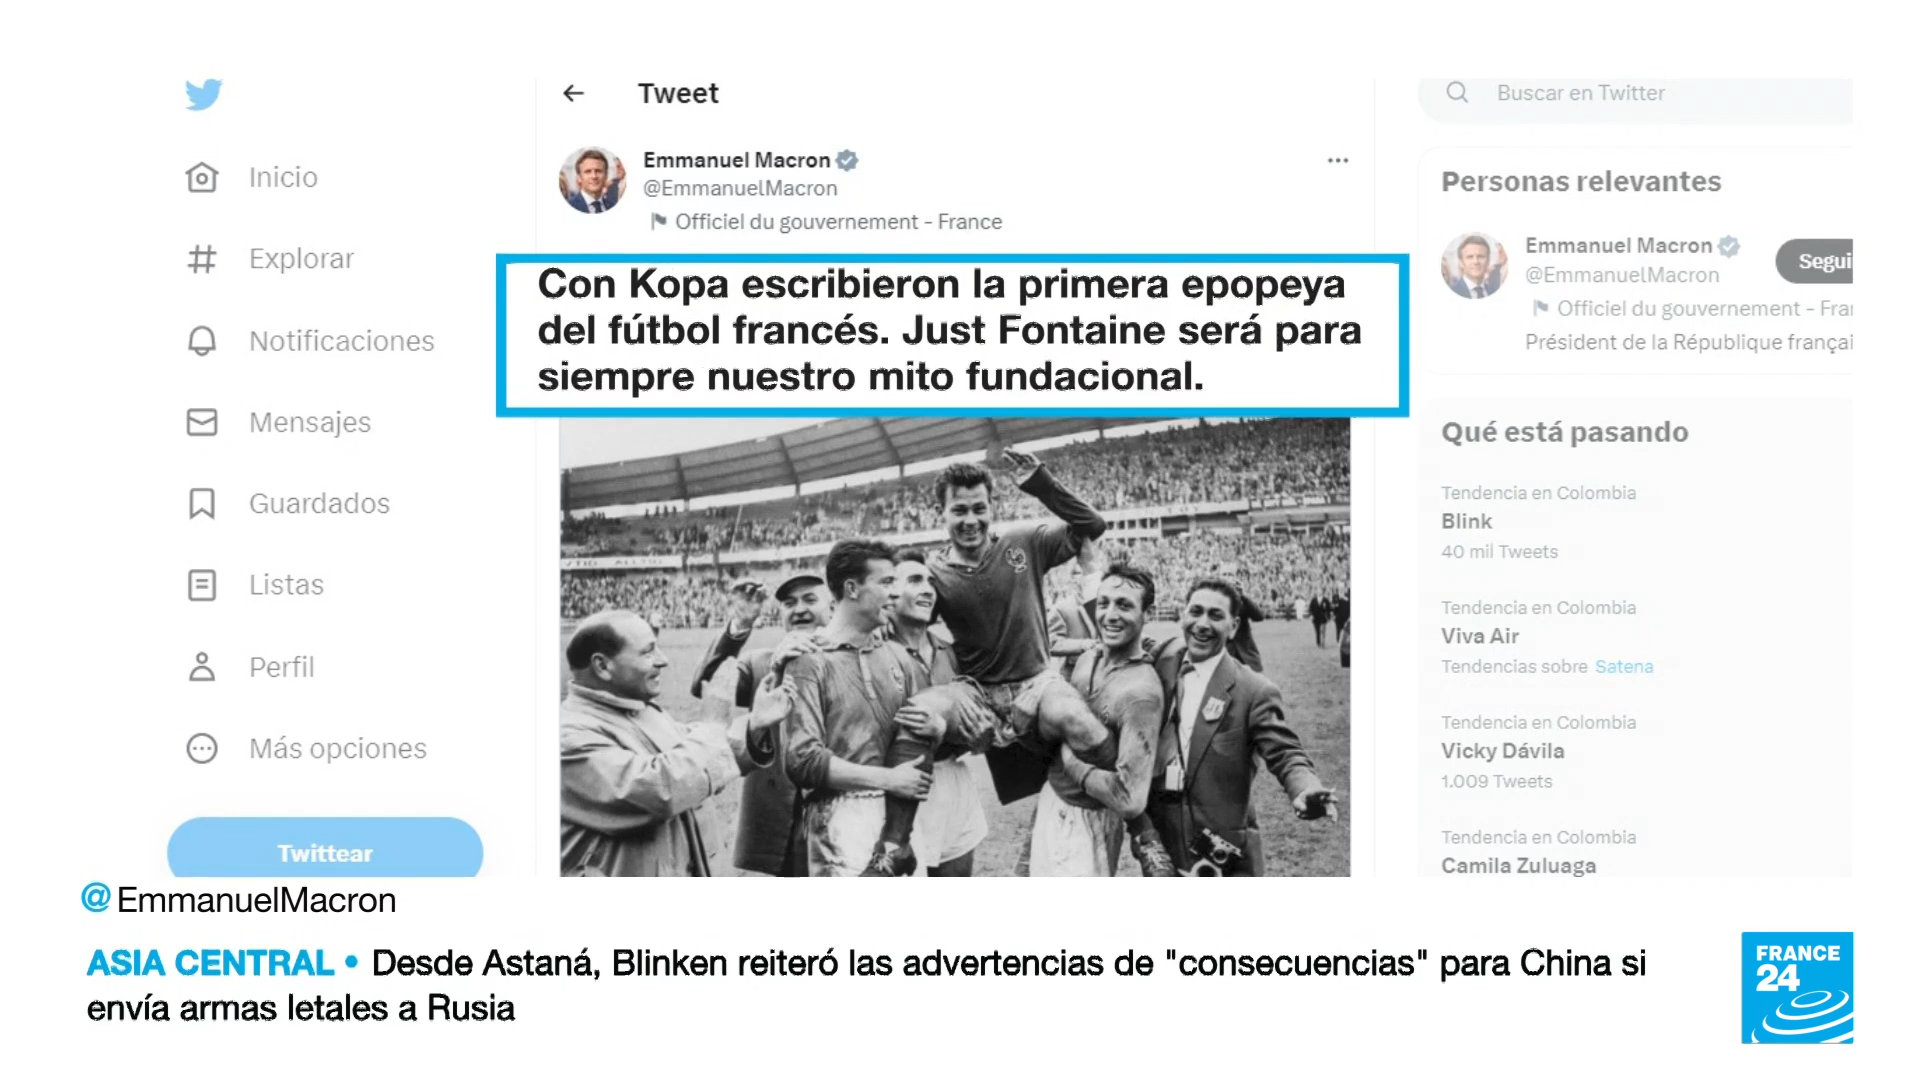 Tweet
Buscar en Twitter
Inicio
Explorar
Notificaciones
Mensajes
Guardados
Listas
Perfil
Más opciones
Twittear
Emmanuel Macron
@EmmanuelMacron
Officiel du gouvernement - France
Con Kopa escribieron la primera epopeya
del fútbol francés. Just Fontaine será para
siempre nuestro mito fundacional.
Personas relevantes
Emmanuel Macron
@EmmanuelMacron
Segui
Officiel du gouvernement - Fra
Président de la République françai
Qué está pasando
Tendencia en Colombia
Blink
40 mil Tweets
Tendencia en Colombia
Viva Air
Tendencias sobre Satena
Tendencia en Colombia
Vicky Dávila
1.009 Tweets
Tendencia en Colombia
Camila Zuluaga
@EmmanuelMacron
ASIA CENTRAL • Desde Astaná, Blinken reiteró las advertencias de "consecuencias" para China si
envía armas letales a Rusia
FRANCE
24